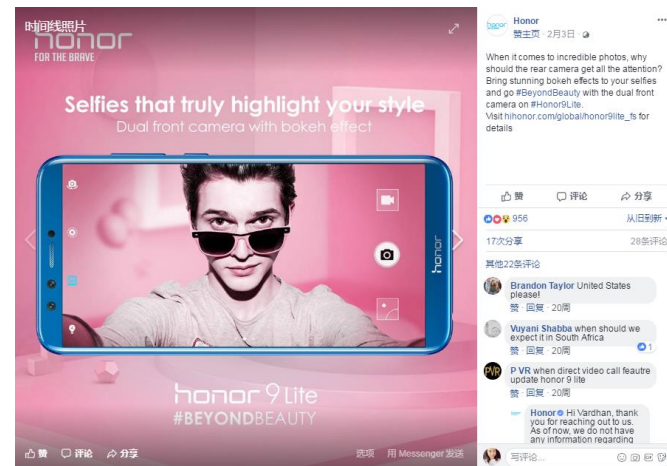 时间线照片
honor
FOR THE BRAVE
Selfies that truly highlight your style
Dual front camera with bokeh effect
honor
honor 9 Lite
#BEYONDBEAUTY
赞 评论 分享
选项 用 Messenger 发送
honor
Honor
赞主页 · 2月3日 ·
When it comes to incredible photos, why
should the rear camera get all the attention?
Bring stunning bokeh effects to your selfies
and go #BeyondBeauty with the dual front
camera on #Honor9Lite.
Visit hihonor.com/global/honor9lite_fs for
details
赞 评论 分享
956 从旧到新
17次分享 28条评论
其他22条评论
Brandon Taylor United States
please!
赞 · 回复 · 20周
Vuyani Shabba when should we
expect it in South Africa
1
赞 · 回复 · 20周
PVR
P VR when direct video call feautre
update honor 9 lite
赞 · 回复 · 20周
Honor Hi Vardhan, thank
you for reaching out to us.
As of now, we do not have
any information regarding
写评论...